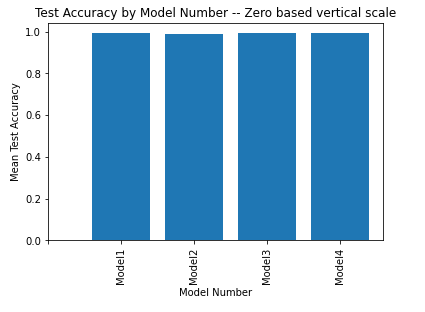 Test Accuracy by Model Number -- Zero based vertical scale
1.0
0.8
0.6
0.4
0.2
0.0
Mean Test Accuracy
Model1
Model2
Model3
Model4
Model Number